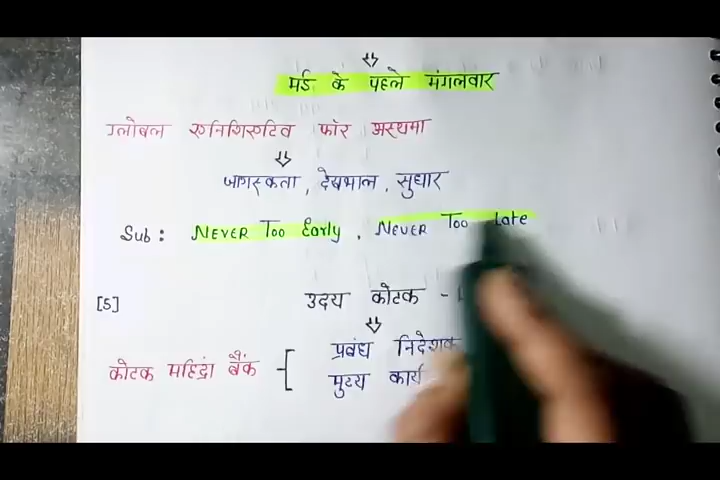 मई के पहले मंगलवार
ग्लोबल इनिशिएटिव फॉर अस्थमा
जागरूकता, देखभाल, सुधार
Sub: NEVER Too Early, NEVER Too Late
[5] उदय कोटक -
प्रबंध निदेशक
कोटक महिंद्रा बैंक
मुख्य कार्य